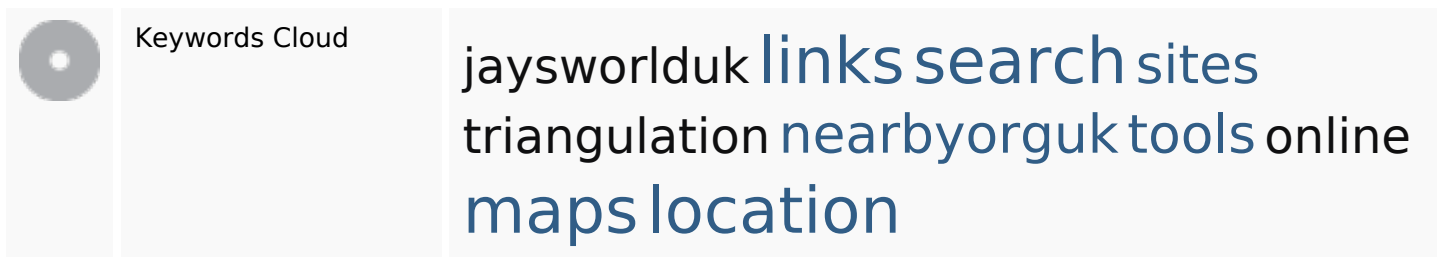 Keywords Cloud
jaysworlduk links search sites
triangulation nearbyorguk tools online
maps location